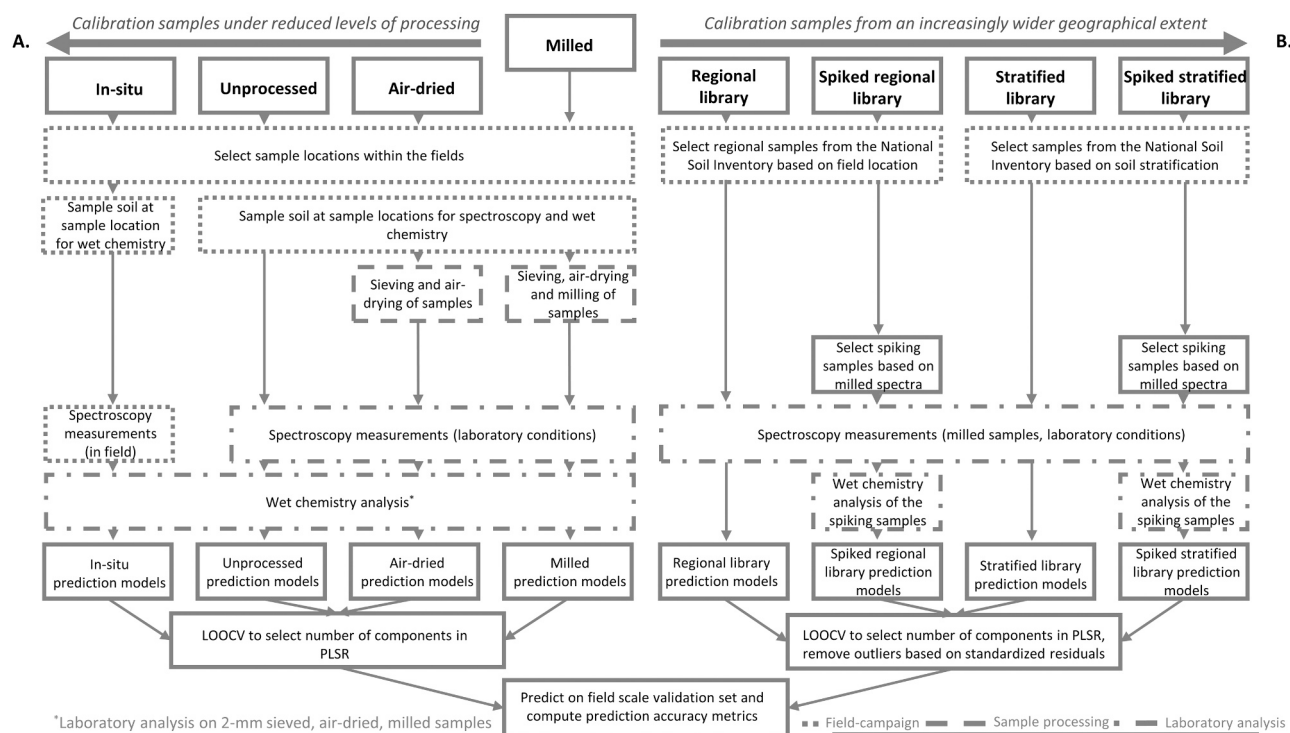 Calibration samples under reduced levels of processing
Calibration samples from an increasingly wider geographical extent
A.
B.
Milled
In-situ
Unprocessed
Air-dried
Regional
library
Spiked regional
library
Stratified
library
Spiked stratified
library
Select sample locations within the fields
Select regional samples from the National
Soil Inventory based on field location
Select samples from the National Soil
Inventory based on soil stratification
Sample soil at
sample location
for wet chemistry
Sample soil at sample locations for spectroscopy and wet
chemistry
Sieving and air-
drying of samples
Sieving, air-drying
and milling of
samples
Select spiking
samples based on
milled spectra
Select spiking
samples based on
milled spectra
Spectroscopy
measurements
(in field)
Spectroscopy measurements (laboratory conditions)
Spectroscopy measurements (milled samples, laboratory conditions)
Wet chemistry analysis*
Wet chemistry
analysis of the
spiking samples
Wet chemistry
analysis of the
spiking samples
In-situ
prediction models
Unprocessed
prediction models
Air-dried
prediction models
Milled
prediction models
Regional library
prediction models
Spiked regional
library prediction
models
Stratified library
prediction models
Spiked stratified
library prediction
models
LOOCV to select number of components in
PLSR
LOOCV to select number of components in PLSR,
remove outliers based on standardized residuals
Predict on field scale validation set and
compute prediction accuracy metrics
*Laboratory analysis on 2-mm sieved, air-dried, milled samples
Field-campaign
Sample processing
Laboratory analysis